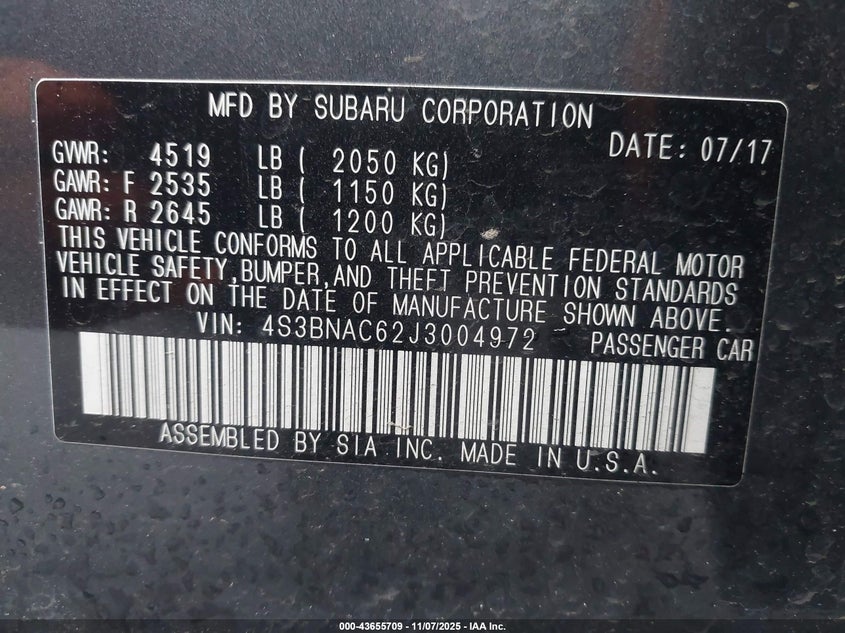 MFD BY SUBARU CORPORATION
DATE: 07/17
GVWR: 4519 LB ( 2050 KG)
GAWR: F 2535 LB ( 1150 KG)
GAWR: R 2645 LB ( 1200 KG)
THIS VEHICLE CONFORMS TO ALL APPLICABLE FEDERAL MOTOR
VEHICLE SAFETY,BUMPER,AND THEFT PREVENTION STANDARDS
IN EFFECT ON THE DATE OF MANUFACTURE SHOWN ABOVE.
VIN: 4S3BNAC62J3004972 PASSENGER CAR
ASSEMBLED BY SIA INC. MADE IN U.S.A.
000-43655709 - 11/07/2025 - IAA Inc.